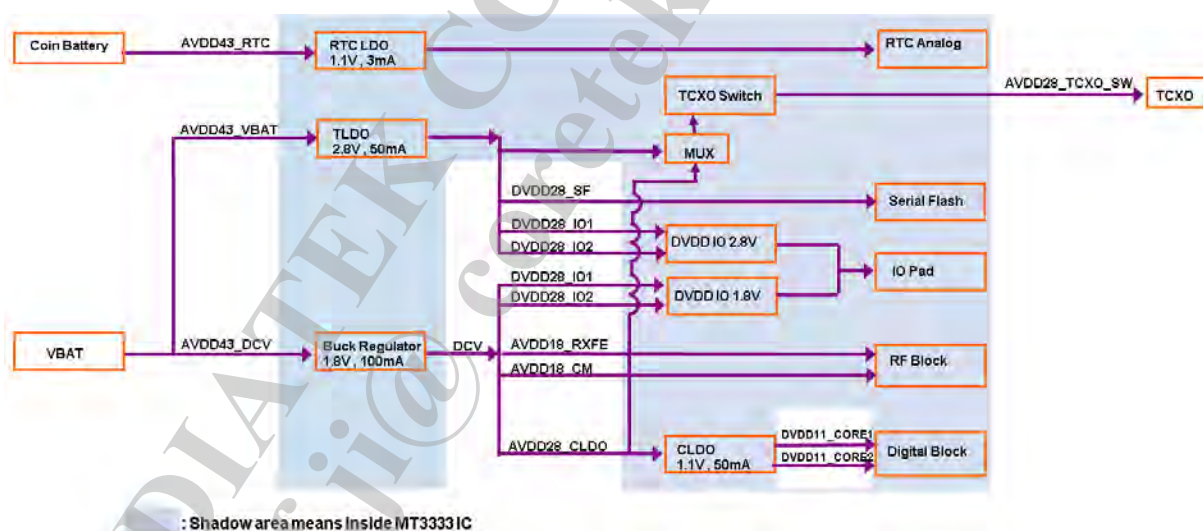 Coin Battery
AVDD43_RTC
RTC LDO
1.1V, 3mA
RTC Analog
TCXO Switch
AVDD28_TCXO_SW
TCXO
AVDD43_VBAT
TLDO
2.8V, 50mA
MUX
DVDD28_SF
Serial Flash
DVDD28_IO1
DVDD28_IO2
DVDD IO 2.8V
IO Pad
DVDD28_IO1
DVDD28_IO2
DVDD IO 1.8V
VBAT
AVDD43_DCV
Buck Regulator
1.8V, 100mA
DCV
AVDD18_RXFE
AVDD18_CM
RF Block
AVDD28_CLDO
CLDO
1.1V, 50mA
DVDD11_CORE1
DVDD11_CORE2
Digital Block
: Shadow area means Inside MT3333 IC